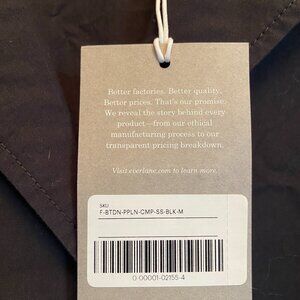 Better factories. Better quality.
Better prices. That's our promise.
We reveal the story behind every
product—from our ethical
manufacturing process to our
transparent pricing breakdown.
Visit everlane.com to learn more.
SKU
F-BTDN-PPLN-CMP-SS-BLK-M
0-00001-02155-4